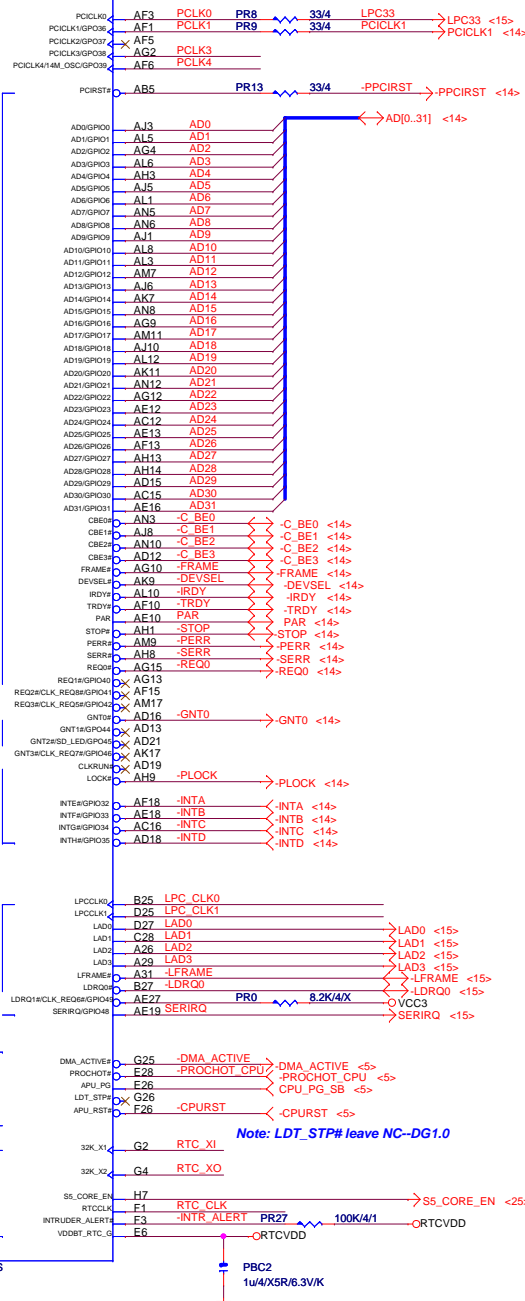 PCICLK0 AF3 PCLK0 PR8 33/4 LPC33 LPC33 <15>
PCICLK1/GPO36 AF1 PCLK1 PR9 33/4 PCICLK1 PCICLK1 <14>
PCICLK2/GPO37 AF5
PCICLK3/GPO38 AG2 PCLK3
PCICLK4/14M_OSC/GPO39 AF6 PCLK4
PCIRST# AB5 PR13 33/4 -PPCIRST -PPCIRST <14>
AD[0..31] <14>
AD0/GPIO0 AJ3 AD0
AD1/GPIO1 AL5 AD1
AD2/GPIO2 AG4 AD2
AD3/GPIO3 AL6 AD3
AD4/GPIO4 AH3 AD4
AD5/GPIO5 AJ5 AD5
AD6/GPIO6 AL1 AD6
AD7/GPIO7 AN5 AD7
AD8/GPIO8 AN6 AD8
AD9/GPIO9 AJ1 AD9
AD10/GPIO10 AL8 AD10
AD11/GPIO11 AL3 AD11
AD12/GPIO12 AM7 AD12
AD13/GPIO13 AJ6 AD13
AD14/GPIO14 AK7 AD14
AD15/GPIO15 AN8 AD15
AD16/GPIO16 AG9 AD16
AD17/GPIO17 AM11 AD17
AD18/GPIO18 AJ10 AD18
AD19/GPIO19 AL12 AD19
AD20/GPIO20 AK11 AD20
AD21/GPIO21 AN12 AD21
AD22/GPIO22 AG12 AD22
AD23/GPIO23 AE12 AD23
AD24/GPIO24 AC12 AD24
AD25/GPIO25 AE13 AD25
AD26/GPIO26 AF13 AD26
AD27/GPIO27 AH13 AD27
AD28/GPIO28 AH14 AD28
AD29/GPIO29 AD15 AD29
AD30/GPIO30 AC15 AD30
AD31/GPIO31 AE16 AD31
CBE0# AN3 -C_BE0 -C_BE0 <14>
CBE1# AJ8 -C_BE1 -C_BE1 <14>
CBE2# AN10 -C_BE2 -C_BE2 <14>
CBE3# AD12 -C_BE3 -C_BE3 <14>
FRAME# AG10 -FRAME -FRAME <14>
DEVSEL# AK9 -DEVSEL -DEVSEL <14>
IRDY# AL10 -IRDY -IRDY <14>
TRDY# AF10 -TRDY -TRDY <14>
PAR AE10 PAR PAR <14>
STOP# AH1 -STOP -STOP <14>
PERR# AM9 -PERR -PERR <14>
SERR# AH8 -SERR -SERR <14>
REQ0# AG15 -REQ0 -REQ0 <14>
REQ1#/GPIO40 AG13
REQ2#/CLK_REQ8#/GPIO41 AF15
REQ3#/CLK_REQ5#/GPIO42 AM17
GNT0# AD16 -GNT0 -GNT0 <14>
GNT1#/GPO44 AD13
GNT2#/SD_LED/GPO45 AD21
GNT3#/CLK_REQ7#/GPIO46 AK17
CLKRUN# AD19
LOCK# AH9 -PLOCK -PLOCK <14>
INTE#/GPIO32 AF18 -INTA -INTA <14>
INTF#/GPIO33 AE18 -INTB -INTB <14>
INTG#/GPIO34 AC16 -INTC -INTC <14>
INTH#/GPIO35 AD18 -INTD -INTD <14>
LPCCLK0 B25 LPC_CLK0
LPCCLK1 D25 LPC_CLK1
LAD0 D27 LAD0 LAD0 <15>
LAD1 C28 LAD1 LAD1 <15>
LAD2 A26 LAD2 LAD2 <15>
LAD3 A29 LAD3 LAD3 <15>
LFRAME# A31 -LFRAME -LFRAME <15>
LDRQ0# B27 -LDRQ0 -LDRQ0 <15>
LDRQ1#/CLK_REQ6#/GPIO49 AE27 PR0 8.2K/4/X VCC3
SERIRQ/GPIO48 AE19 SERIRQ SERIRQ <15>
DMA_ACTIVE# G25 -DMA_ACTIVE -DMA_ACTIVE <5>
PROCHOT# E28 -PROCHOT_CPU -PROCHOT_CPU <5>
APU_PG E26 CPU_PG_SB <5>
LDT_STP# G26
APU_RST# F26 -CPURST -CPURST <5>
Note: LDT_STP# leave NC--DG1.0
32K_X1 G2 RTC_XI
32K_X2 G4 RTC_XO
S5_CORE_EN H7 S5_CORE_EN <25>
RTCCLK F1 RTC_CLK
INTRUDER_ALERT# F3 -INTR_ALERT PR27 100K/4/1 RTCVDD
VDDBT_RTC_G E6 RTCVDD
PBC2
1u/4/X5R/6.3V/K